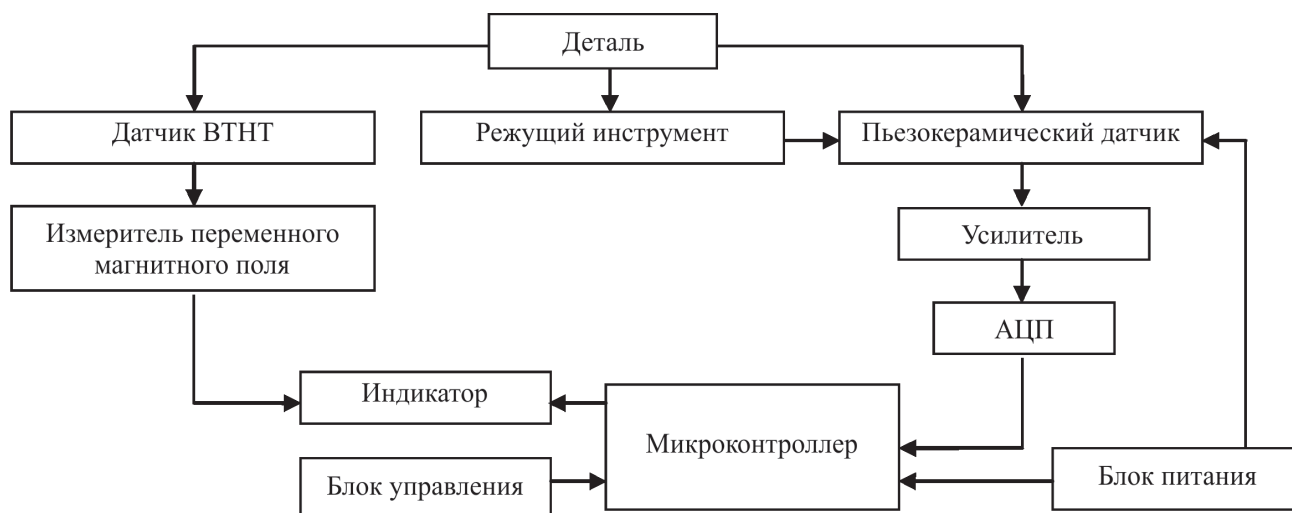 Деталь
Датчик ВТНТ
Режущий инструмент
Пьезокерамический датчик
Измеритель переменного
магнитного поля
Усилитель
АЦП
Индикатор
Микроконтроллер
Блок управления
Блок питания